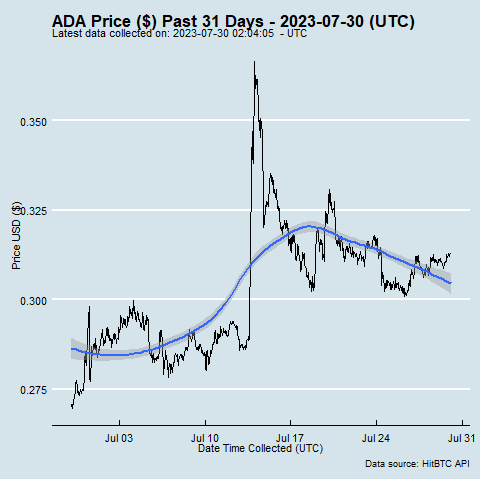 ADA Price ($) Past 31 Days - 2023-07-30 (UTC)
Latest data collected on: 2023-07-30 02:04:05  - UTC
Price USD ($)
0.350
0.325
0.300
0.275
Jul 03 Jul 10 Jul 17 Jul 24 Jul 31
Date Time Collected (UTC)
Data source: HitBTC API